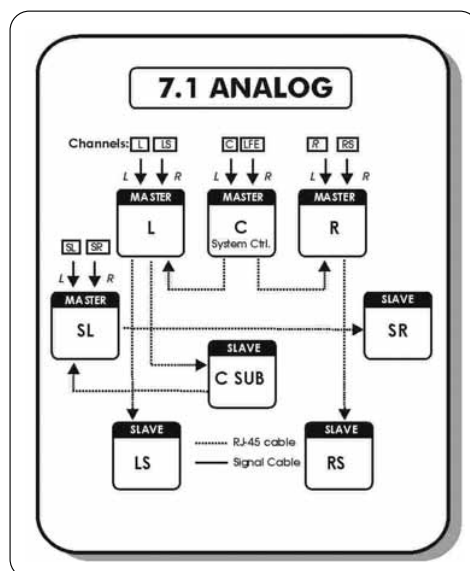 7.1 ANALOG
Channels: L LS C LFE R RS
L R L R L R
MASTER MASTER MASTER
L C R
System Ctrl.
SL SR
L R
MASTER SLAVE
SL SR
SLAVE
C SUB
SLAVE SLAVE
LS RS
RJ-45 cable
Signal Cable